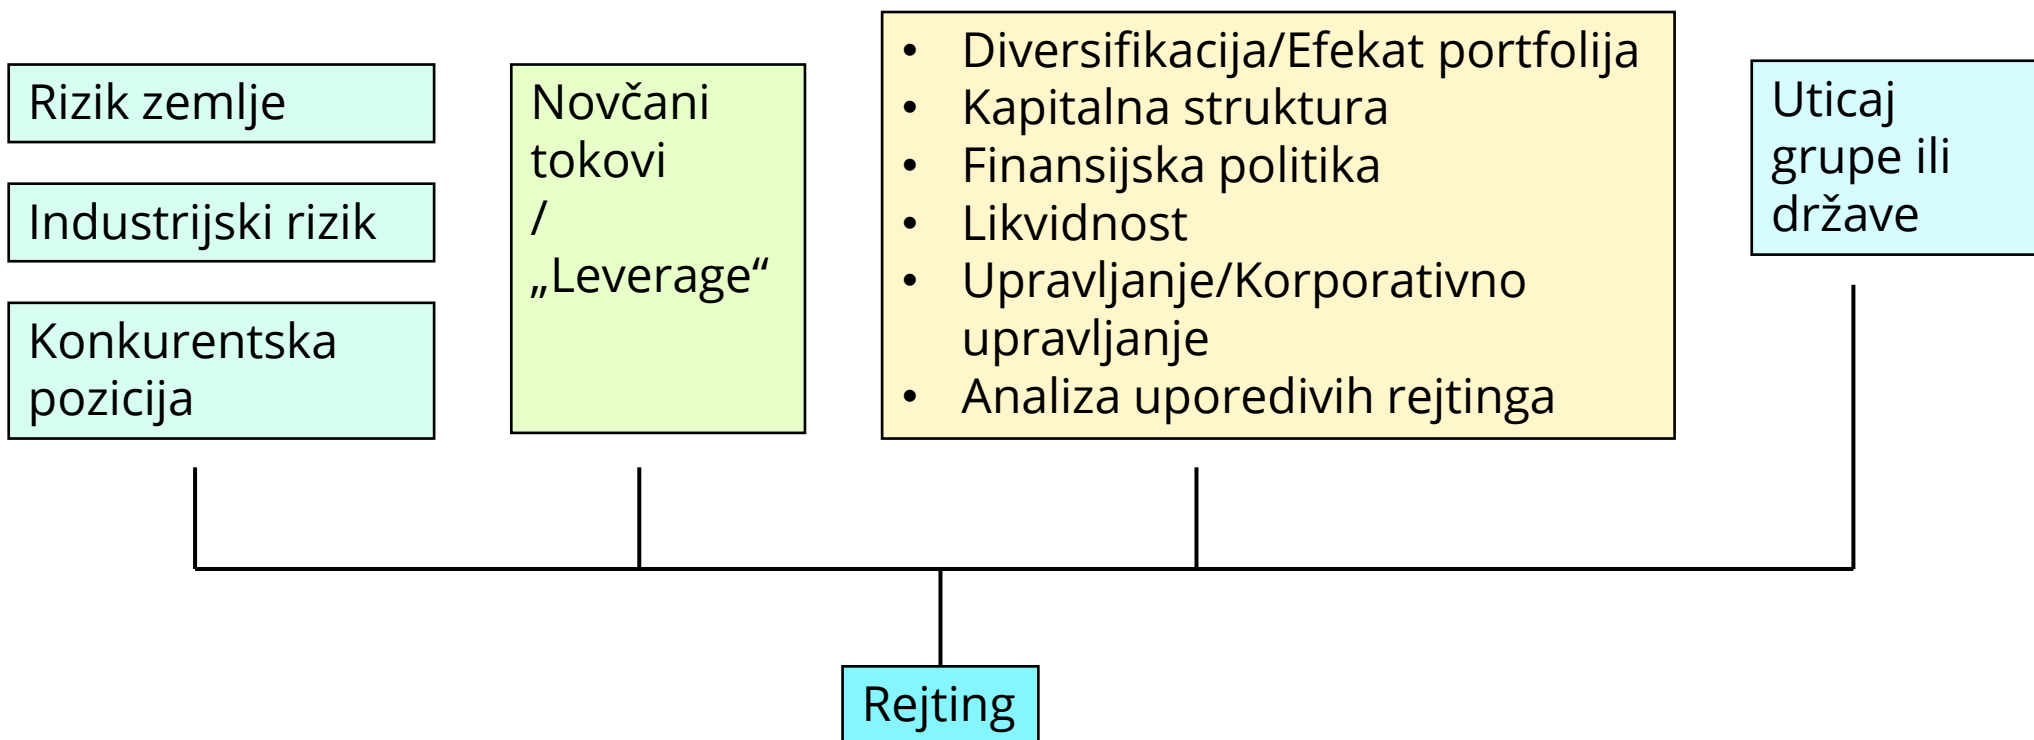 Rizik zemlje
Industrijski rizik
Konkurentska
pozicija
Novčani
tokovi
/
„Leverage“
• Diversifikacija/Efekat portfolija
• Kapitalna struktura
• Finansijska politika
• Likvidnost
• Upravljanje/Korporativno
upravljanje
• Analiza uporedivih rejtinga
Uticaj
grupe ili
države
Rejting